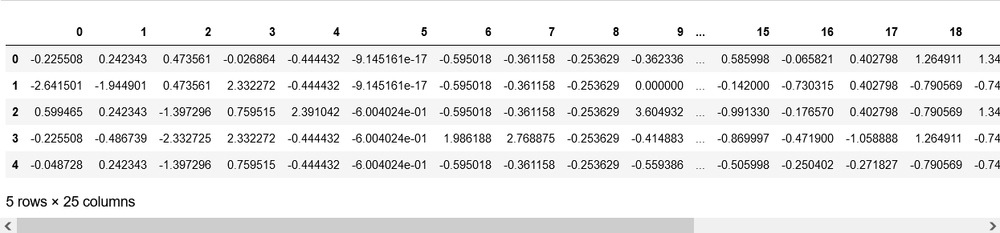 0 1 2 3 4 5 6 7 8 9 ... 15 16 17 18
0 -0.225508 0.242343 0.473561 -0.026864 -0.444432 -9.145161e-17 -0.595018 -0.361158 -0.253629 -0.362336 ... 0.585998 -0.065821 0.402798 1.264911 1.34
1 -2.641501 -1.944901 0.473561 2.332272 -0.444432 -9.145161e-17 -0.595018 -0.361158 -0.253629 0.000000 ... -0.142000 -0.730315 0.402798 -0.790569 -0.74
2 0.599465 0.242343 -1.397296 0.759515 2.391042 -6.004024e-01 -0.595018 -0.361158 -0.253629 3.604932 ... -0.991330 -0.176570 0.402798 -0.790569 1.34
3 -0.225508 -0.486739 -2.332725 2.332272 -0.444432 -6.004024e-01 1.986188 2.768875 -0.253629 -0.414883 ... -0.869997 -0.471900 -1.058888 1.264911 -0.74
4 -0.048728 0.242343 -1.397296 0.759515 -0.444432 -6.004024e-01 -0.595018 -0.361158 -0.253629 -0.559386 ... -0.505998 -0.250402 -0.271827 -0.790569 -0.74
5 rows × 25 columns